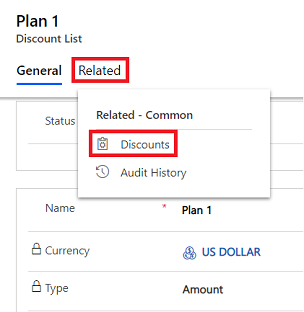 Plan 1
Discount List
General Related
Related - Common
Status
Discounts
Audit History
Name * Plan 1
Currency US DOLLAR
Type Amount